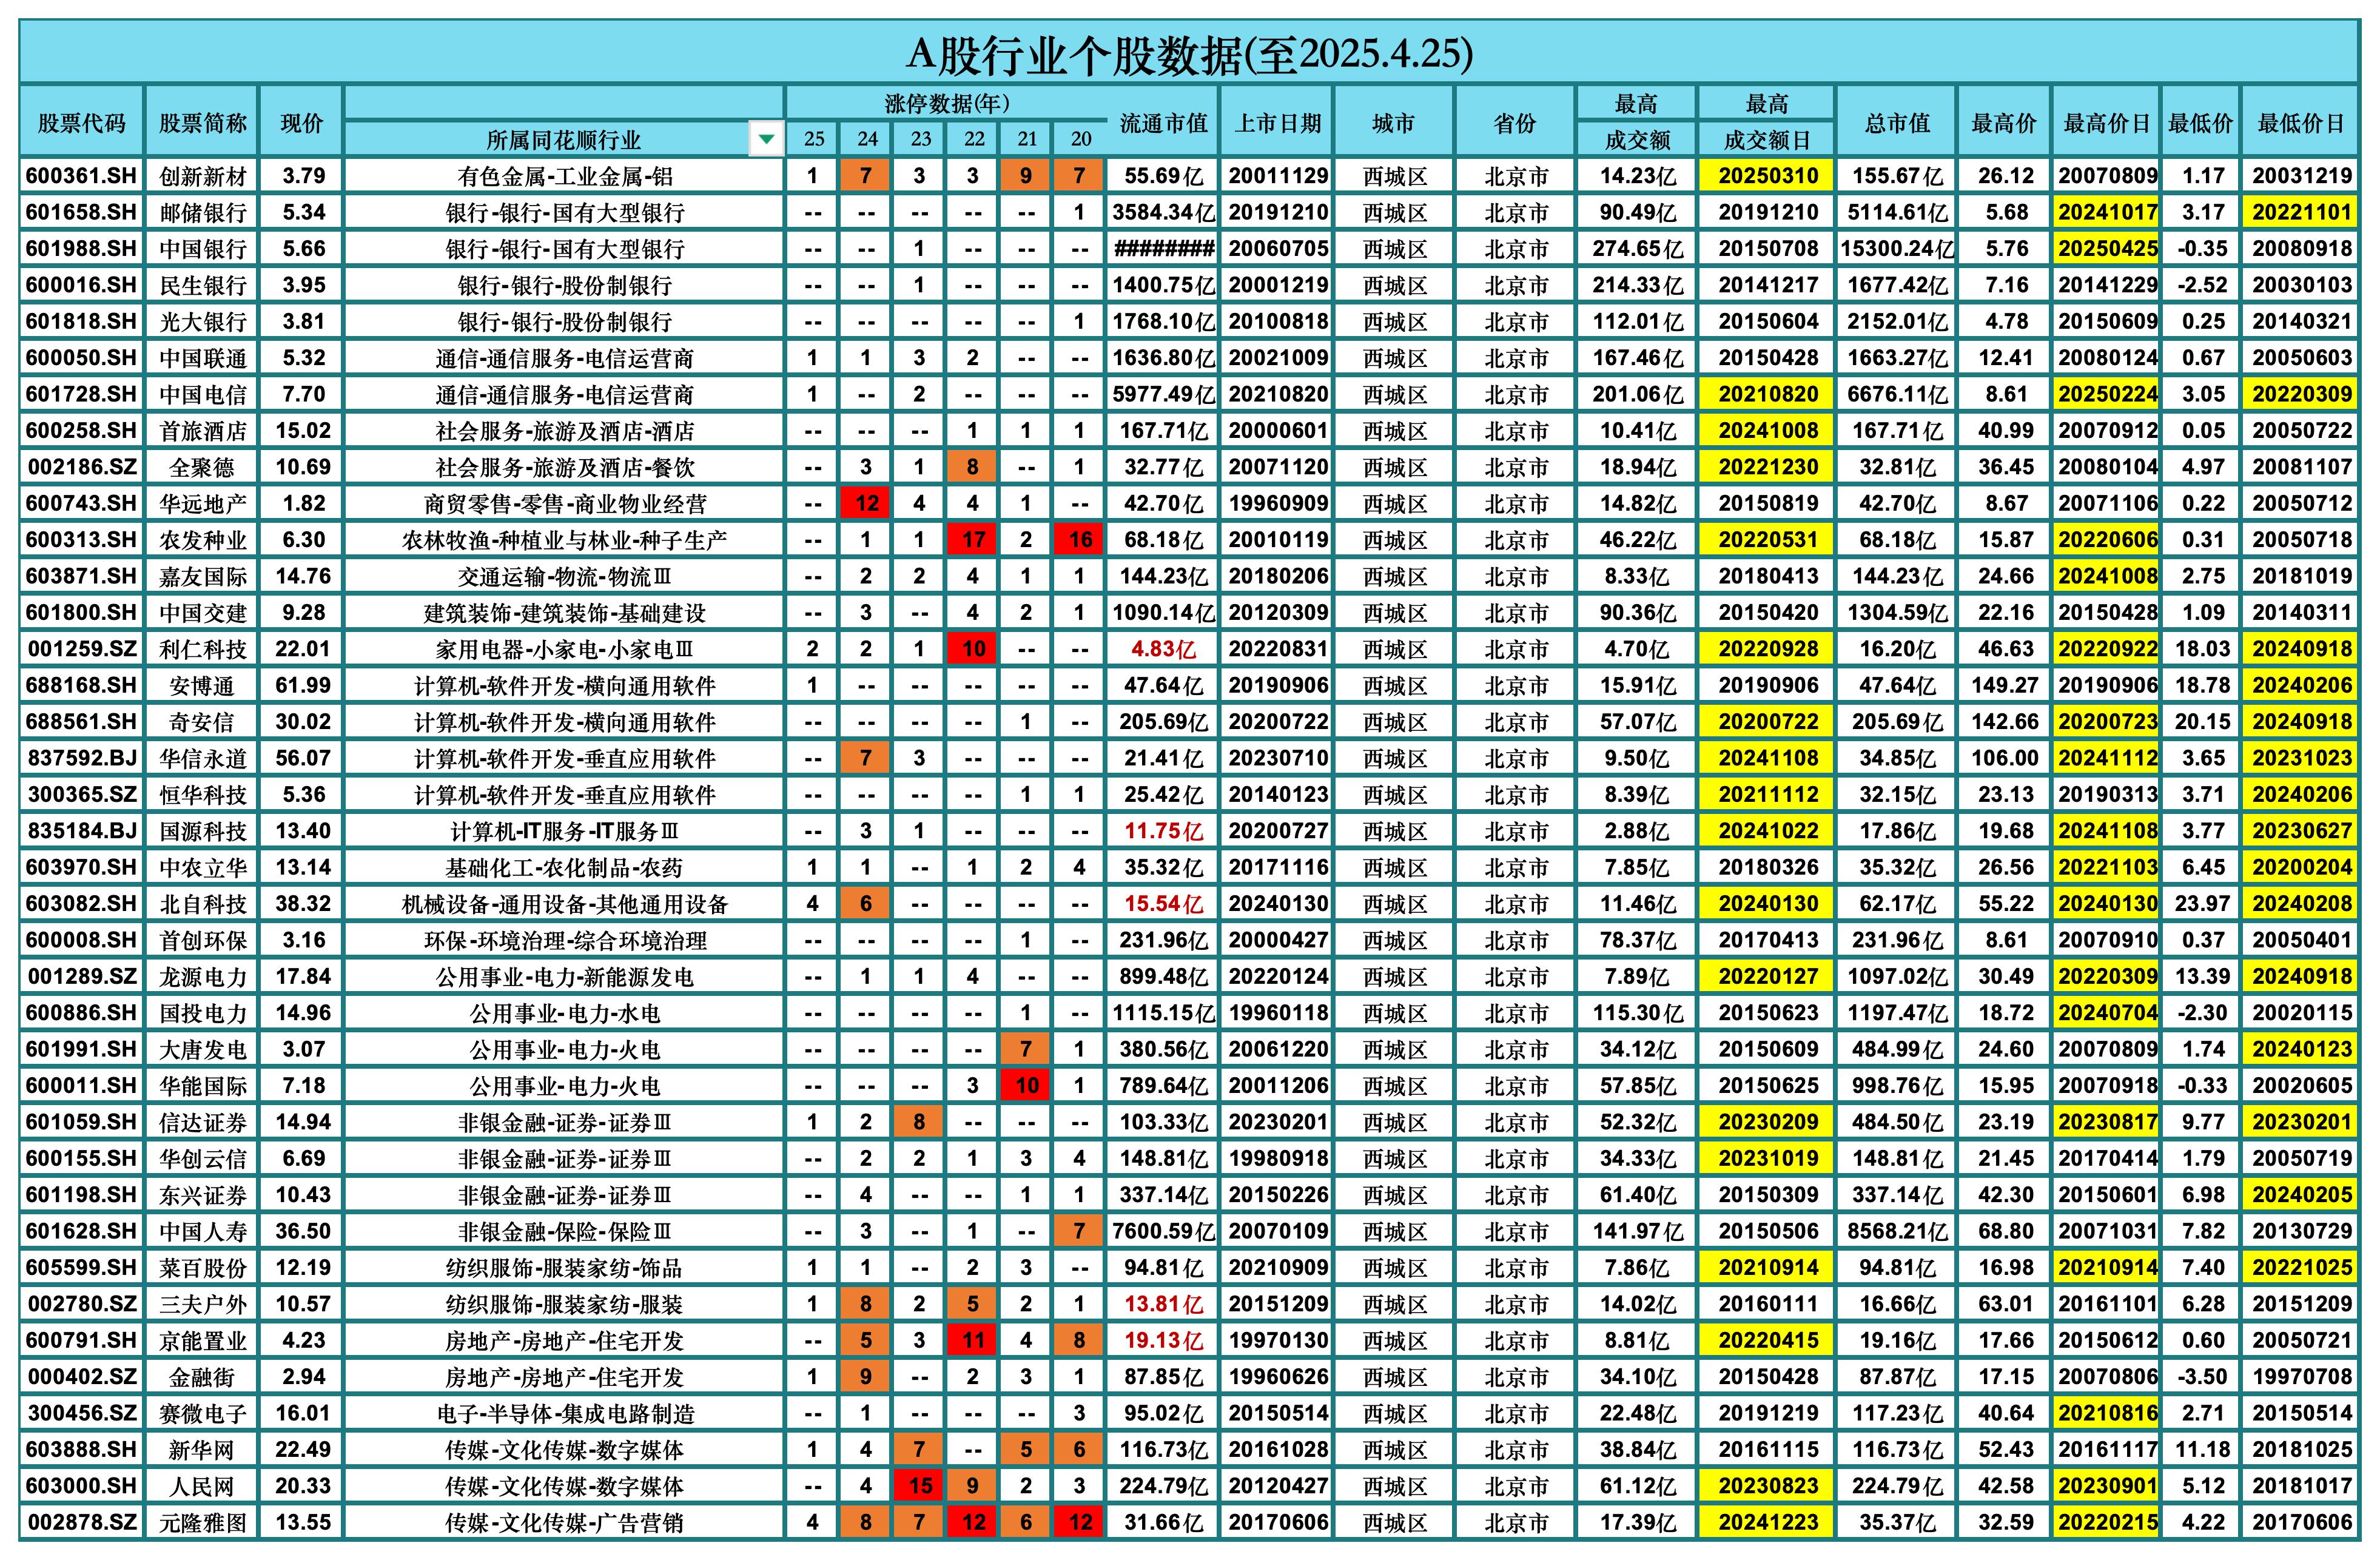 A股行业个股数据(至2025.4.25)
股票代码 股票简称 现价 所属同花顺行业 涨停数据(年) 25 24 23 22 21 20 流通市值 上市日期 城市 省份 最高成交额 最高成交额日 总市值 最高价 最高价日 最低价 最低价日
600361.SH 创新新材 3.79 有色金属-工业金属-铝 1 7 3 3 9 7 55.69亿 20011129 西城区 北京市 14.23亿 20250310 155.67亿 26.12 20070809 1.17 20031219
601658.SH 邮储银行 5.34 银行-银行-国有大型银行 -- -- -- -- -- 1 3584.34亿 20191210 西城区 北京市 90.49亿 20191210 5114.61亿 5.68 20241017 3.17 20221101
601988.SH 中国银行 5.66 银行-银行-国有大型银行 -- -- 1 -- -- -- ######## 20060705 西城区 北京市 274.65亿 20150708 15300.24亿 5.76 20250425 -0.35 20080918
600016.SH 民生银行 3.95 银行-银行-股份制银行 -- -- 1 -- -- -- 1400.75亿 20001219 西城区 北京市 214.33亿 20141217 1677.42亿 7.16 20141229 -2.52 20030103
601818.SH 光大银行 3.81 银行-银行-股份制银行 -- -- -- -- -- 1 1768.10亿 20100818 西城区 北京市 112.01亿 20150604 2152.01亿 4.78 20150609 0.25 20140321
600050.SH 中国联通 5.32 通信-通信服务-电信运营商 1 1 3 2 -- -- 1636.80亿 20021009 西城区 北京市 167.46亿 20150428 1663.27亿 12.41 20080124 0.67 20050603
601728.SH 中国电信 7.70 通信-通信服务-电信运营商 1 -- 2 -- -- -- 5977.49亿 20210820 西城区 北京市 201.06亿 20210820 6676.11亿 8.61 20250224 3.05 20220309
600258.SH 首旅酒店 15.02 社会服务-旅游及酒店-酒店 -- -- -- 1 1 1 167.71亿 20000601 西城区 北京市 10.41亿 20241008 167.71亿 40.99 20070912 0.05 20050722
002186.SZ 全聚德 10.69 社会服务-旅游及酒店-餐饮 -- 3 1 8 -- 1 32.77亿 20071120 西城区 北京市 18.94亿 20221230 32.81亿 36.45 20080104 4.97 20081107
600743.SH 华远地产 1.82 商贸零售-零售-商业物业经营 -- 12 4 4 1 -- 42.70亿 19960909 西城区 北京市 14.82亿 20150819 42.70亿 8.67 20071106 0.22 20050712
600313.SH 农发种业 6.30 农林牧渔-种植业与林业-种子生产 -- 1 1 17 2 16 68.18亿 20010119 西城区 北京市 46.22亿 20220531 68.18亿 15.87 20220606 0.31 20050718
603871.SH 嘉友国际 14.76 交通运输-物流-物流Ⅲ -- 2 2 4 1 1 144.23亿 20180206 西城区 北京市 8.33亿 20180413 144.23亿 24.66 20241008 2.75 20181019
601800.SH 中国交建 9.28 建筑装饰-建筑装饰-基础建设 -- 3 -- 4 2 1 1090.14亿 20120309 西城区 北京市 90.36亿 20150420 1304.59亿 22.16 20150428 1.09 20140311
001259.SZ 利仁科技 22.01 家用电器-小家电-小家电Ⅲ 2 2 1 10 -- -- 4.83亿 20220831 西城区 北京市 4.70亿 20220928 16.20亿 46.63 20220922 18.03 20240918
688168.SH 安博通 61.99 计算机-软件开发-横向通用软件 1 -- -- -- -- -- 47.64亿 20190906 西城区 北京市 15.91亿 20190906 47.64亿 149.27 20190906 18.78 20240206
688561.SH 奇安信 30.02 计算机-软件开发-横向通用软件 -- -- -- -- 1 -- 205.69亿 20200722 西城区 北京市 57.07亿 20200722 205.69亿 142.66 20200723 20.15 20240918
837592.BJ 华信永道 56.07 计算机-软件开发-垂直应用软件 -- 7 3 -- -- -- 21.41亿 20230710 西城区 北京市 9.50亿 20241108 34.85亿 106.00 20241112 3.65 20231023
300365.SZ 恒华科技 5.36 计算机-软件开发-垂直应用软件 -- -- -- -- 1 1 25.42亿 20140123 西城区 北京市 8.39亿 20211112 32.15亿 23.13 20190313 3.71 20240206
835184.BJ 国源科技 13.40 计算机-IT服务-IT服务Ⅲ -- 3 1 -- -- -- 11.75亿 20200727 西城区 北京市 2.88亿 20241022 17.86亿 19.68 20241108 3.77 20230627
603970.SH 中农立华 13.14 基础化工-农化制品-农药 1 1 -- 1 2 4 35.32亿 20171116 西城区 北京市 7.85亿 20180326 35.32亿 26.56 20221103 6.45 20200204
603082.SH 北自科技 38.32 机械设备-通用设备-其他通用设备 4 6 -- -- -- -- 15.54亿 20240130 西城区 北京市 11.46亿 20240130 62.17亿 55.22 20240130 23.97 20240208
600008.SH 首创环保 3.16 环保-环境治理-综合环境治理 -- -- -- -- 1 -- 231.96亿 20000427 西城区 北京市 78.37亿 20170413 231.96亿 8.61 20070910 0.37 20050401
001289.SZ 龙源电力 17.84 公用事业-电力-新能源发电 -- 1 1 4 -- -- 899.48亿 20220124 西城区 北京市 7.89亿 20220127 1097.02亿 30.49 20220309 13.39 20240918
600886.SH 国投电力 14.96 公用事业-电力-水电 -- -- -- -- 1 -- 1115.15亿 19960118 西城区 北京市 115.30亿 20150623 1197.47亿 18.72 20240704 -2.30 20020115
601991.SH 大唐发电 3.07 公用事业-电力-火电 -- -- -- -- 7 1 380.56亿 20061220 西城区 北京市 34.12亿 20150609 484.99亿 24.60 20070809 1.74 20240123
600011.SH 华能国际 7.18 公用事业-电力-火电 -- -- -- 3 10 1 789.64亿 20011206 西城区 北京市 57.85亿 20150625 998.76亿 15.95 20070918 -0.33 20020605
601059.SH 信达证券 14.94 非银金融-证券-证券Ⅲ 1 2 8 -- -- -- 103.33亿 20230201 西城区 北京市 52.32亿 20230209 484.50亿 23.19 20230817 9.77 20230201
600155.SH 华创云信 6.69 非银金融-证券-证券Ⅲ -- 2 2 1 3 4 148.81亿 19980918 西城区 北京市 34.33亿 20231019 148.81亿 21.45 20170414 1.79 20050719
601198.SH 东兴证券 10.43 非银金融-证券-证券Ⅲ -- 4 -- -- 1 1 337.14亿 20150226 西城区 北京市 61.40亿 20150309 337.14亿 42.30 20150601 6.98 20240205
601628.SH 中国人寿 36.50 非银金融-保险-保险Ⅲ -- 3 -- 1 -- 7 7600.59亿 20070109 西城区 北京市 141.97亿 20150506 8568.21亿 68.80 20071031 7.82 20130729
605599.SH 菜百股份 12.19 纺织服饰-服装家纺-饰品 1 1 -- 2 3 -- 94.81亿 20210909 西城区 北京市 7.86亿 20210914 94.81亿 16.98 20210914 7.40 20221025
002780.SZ 三夫户外 10.57 纺织服饰-服装家纺-服装 1 8 2 5 2 1 13.81亿 20151209 西城区 北京市 14.02亿 20160111 16.66亿 63.01 20161101 6.28 20151209
600791.SH 京能置业 4.23 房地产-房地产-住宅开发 -- 5 3 11 4 8 19.13亿 19970130 西城区 北京市 8.81亿 20220415 19.16亿 17.66 20150612 0.60 20050721
000402.SZ 金融街 2.94 房地产-房地产-住宅开发 1 9 -- 2 3 1 87.85亿 19960626 西城区 北京市 34.10亿 20150428 87.87亿 17.15 20070806 -3.50 19970708
300456.SZ 赛微电子 16.01 电子-半导体-集成电路制造 -- 1 -- -- -- 3 95.02亿 20150514 西城区 北京市 22.48亿 20191219 117.23亿 40.64 20210816 2.71 20150514
603888.SH 新华网 22.49 传媒-文化传媒-数字媒体 1 4 7 -- 5 6 116.73亿 20161028 西城区 北京市 38.84亿 20161115 116.73亿 52.43 20161117 11.18 20181025
603000.SH 人民网 20.33 传媒-文化传媒-数字媒体 -- 4 15 9 2 3 224.79亿 20120427 西城区 北京市 61.12亿 20230823 224.79亿 42.58 20230901 5.12 20181017
002878.SZ 元隆雅图 13.55 传媒-文化传媒-广告营销 4 8 7 12 6 12 31.66亿 20170606 西城区 北京市 17.39亿 20241223 35.37亿 32.59 20220215 4.22 20170606